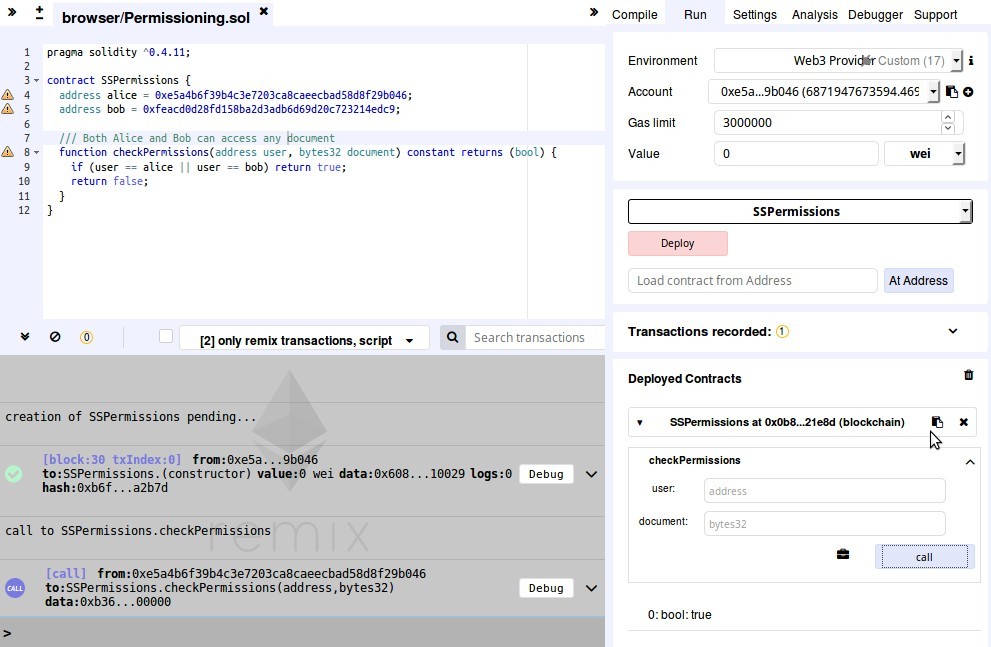 browser/Permissioning.sol
Compile Run Settings Analysis Debugger Support
1 pragma solidity ^0.4.11;
2
3 contract SSPermissions {
4 address alice = 0xe5a4b6f39b4c3e7203ca8caeecbad58d8f29b046;
5 address bob = 0xfeacd0d28fd158ba2d3adb6d69d20c723214edc9;
6
7 /// Both Alice and Bob can access any document
8 function checkPermissions(address user, bytes32 document) constant returns (bool) {
9 if (user == alice || user == bob) return true;
10 return false;
11 }
12 }
0
[2] only remix transactions, script
Search transactions
creation of SSPermissions pending...
[block:30 txIndex:0] from:0xe5a...9b046
to:SSPermissions.(constructor) value:0 wei data:0x608...10029 logs:0
hash:0xb6f...a2b7d
Debug
call to SSPermissions.checkPermissions
remix
[call] from:0xe5a4b6f39b4c3e7203ca8caeecbad58d8f29b046
to:SSPermissions.checkPermissions(address,bytes32)
data:0xb36...00000
CALL
Debug
>
Environment Web3 Provider Custom (17)
Account 0xe5a...9b046 (6871947673594.469
Gas limit 3000000
Value 0 wei
SSPermissions
Deploy
Load contract from Address At Address
Transactions recorded: 1
Deployed Contracts
SSPermissions at 0x0b8...21e8d (blockchain)
checkPermissions
user: address
document: bytes32
call
0: bool: true